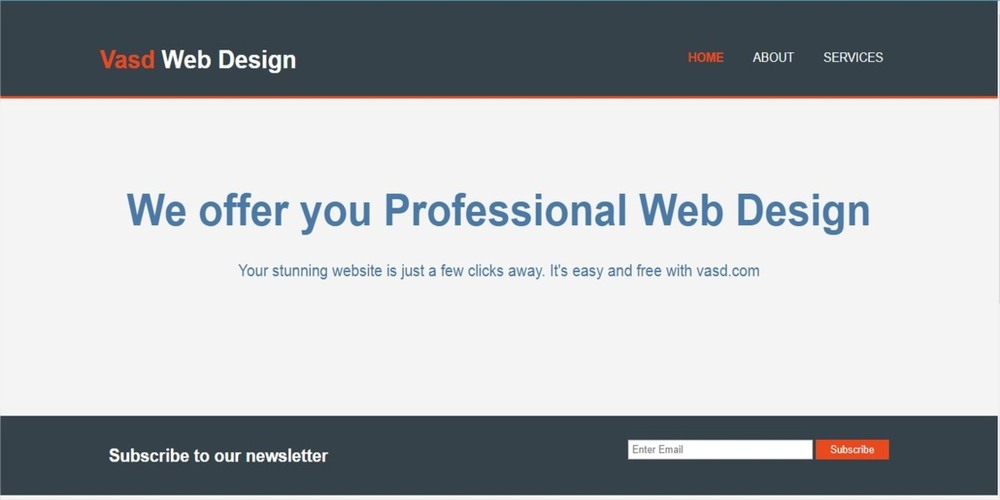 Vasd Web Design
HOME ABOUT SERVICES
We offer you Professional Web Design
Your stunning website is just a few clicks away. It's easy and free with vasd.com
Subscribe to our newsletter
Enter Email Subscribe